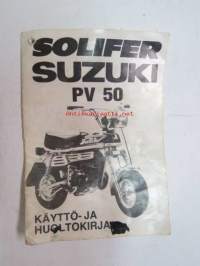 SOLIFER
SUZUKI
PV 50
KÄYTTÖ- JA
HUOLTOKIRJA